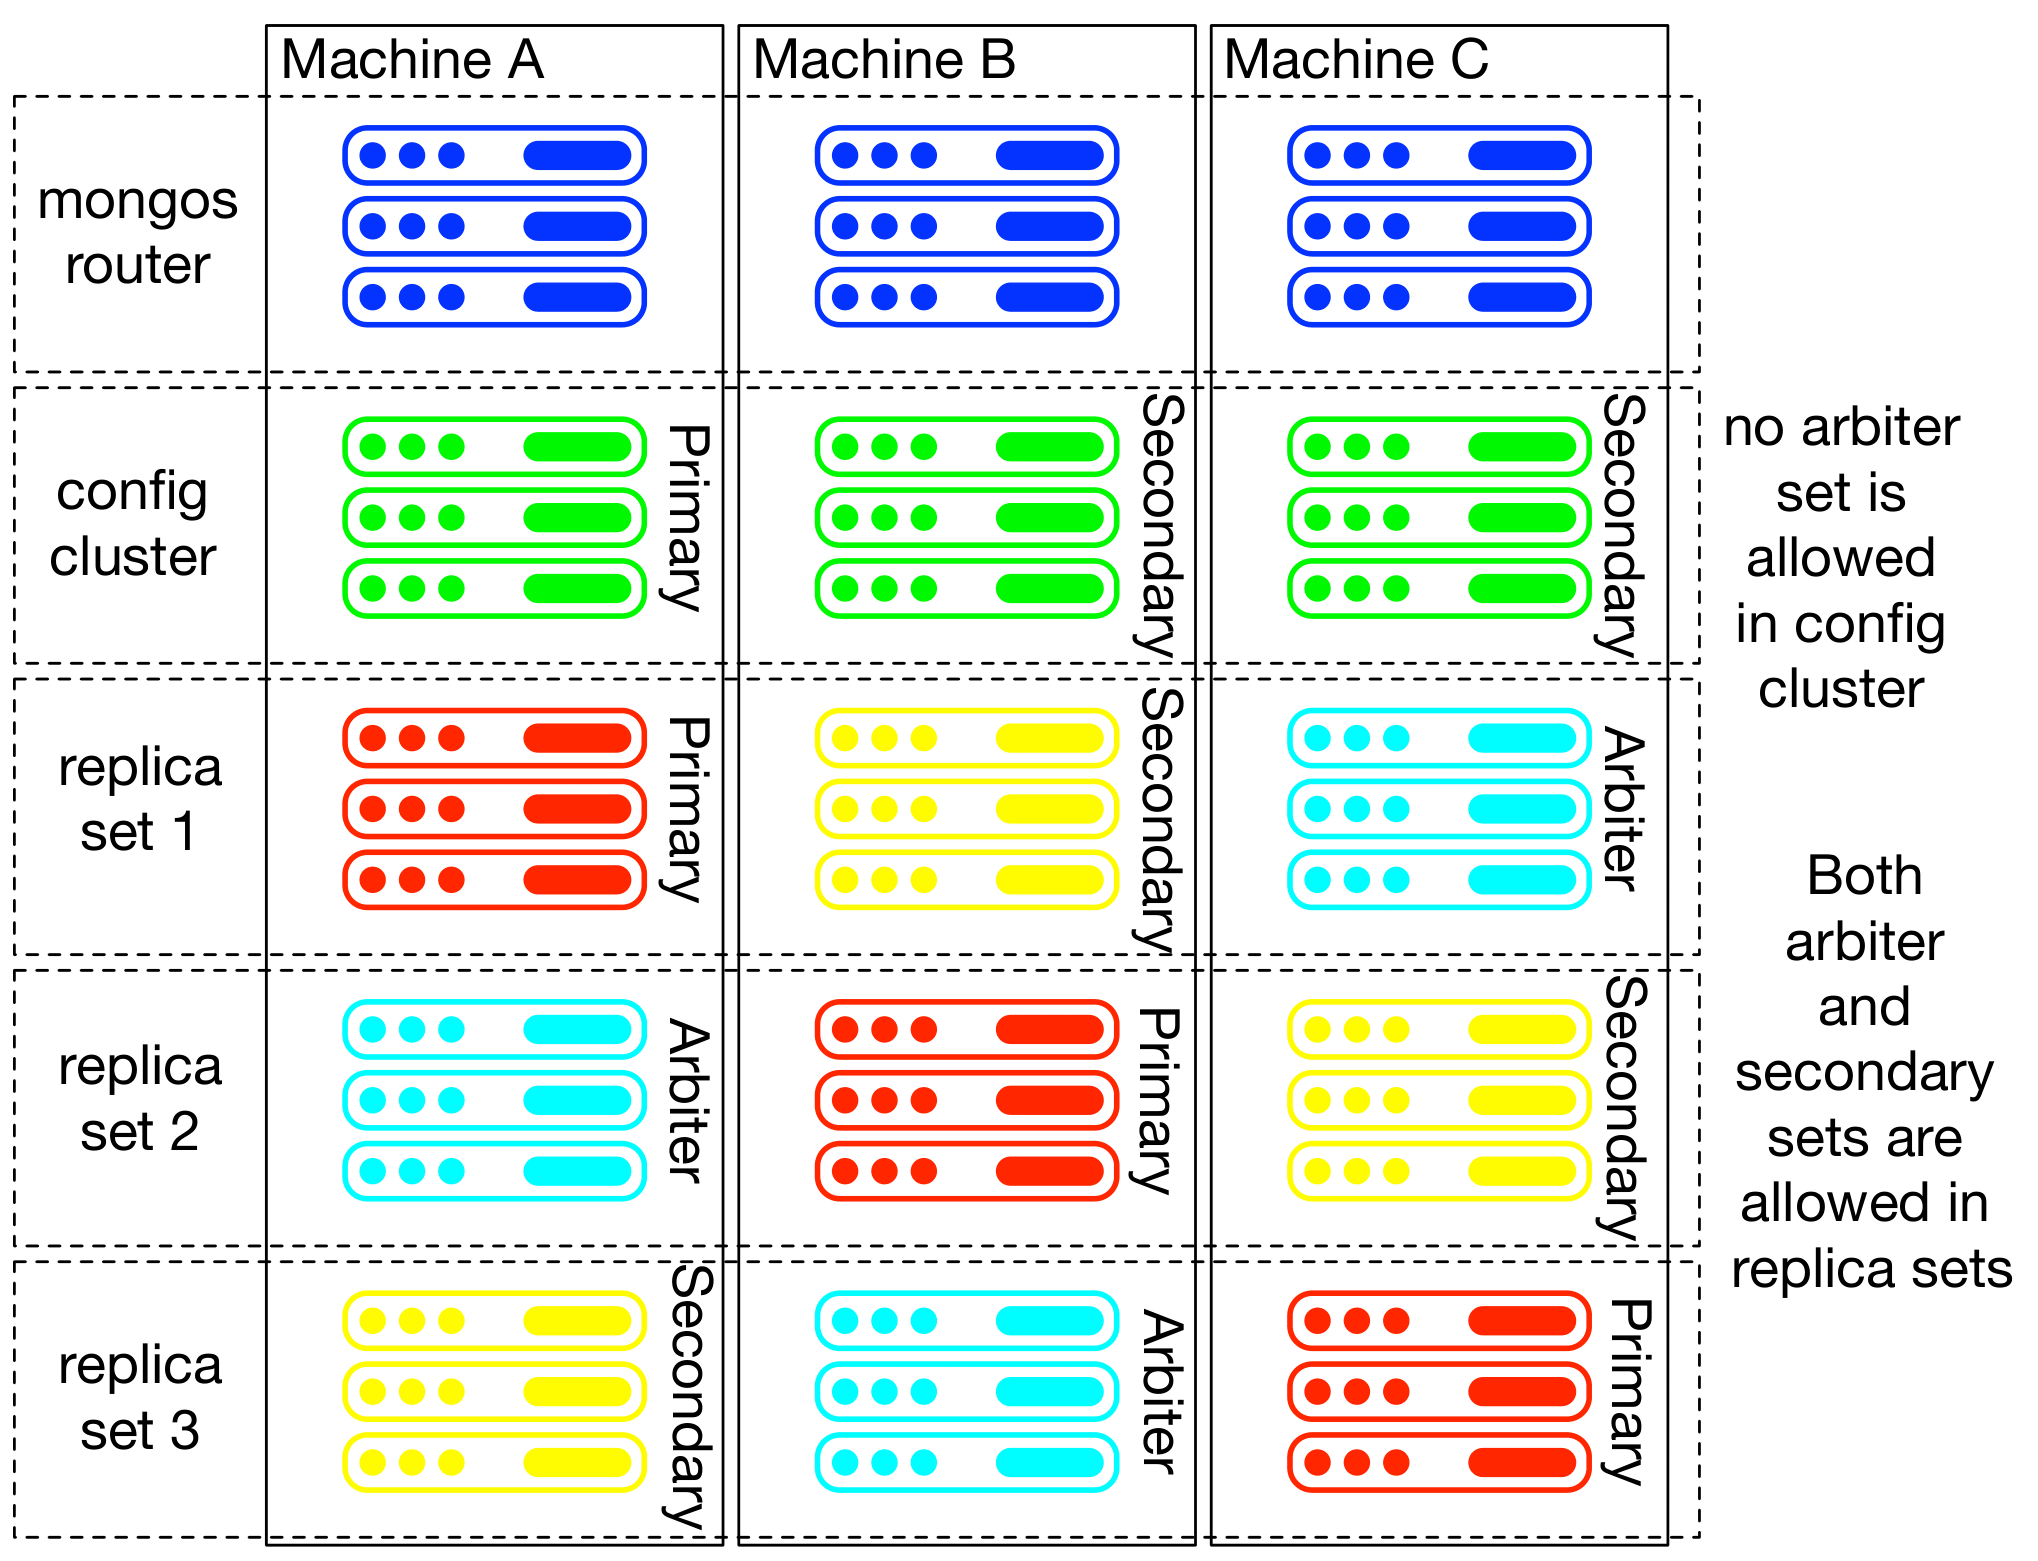 Machine A
Machine B
Machine C
mongos
router
config
cluster
Primary
Secondary
Secondary
no arbiter
set is
allowed
in config
cluster
replica
set 1
Primary
Secondary
Arbiter
replica
set 2
Arbiter
Primary
Secondary
Both
arbiter
and
secondary
sets are
allowed in
replica sets
replica
set 3
Secondary
Arbiter
Primary